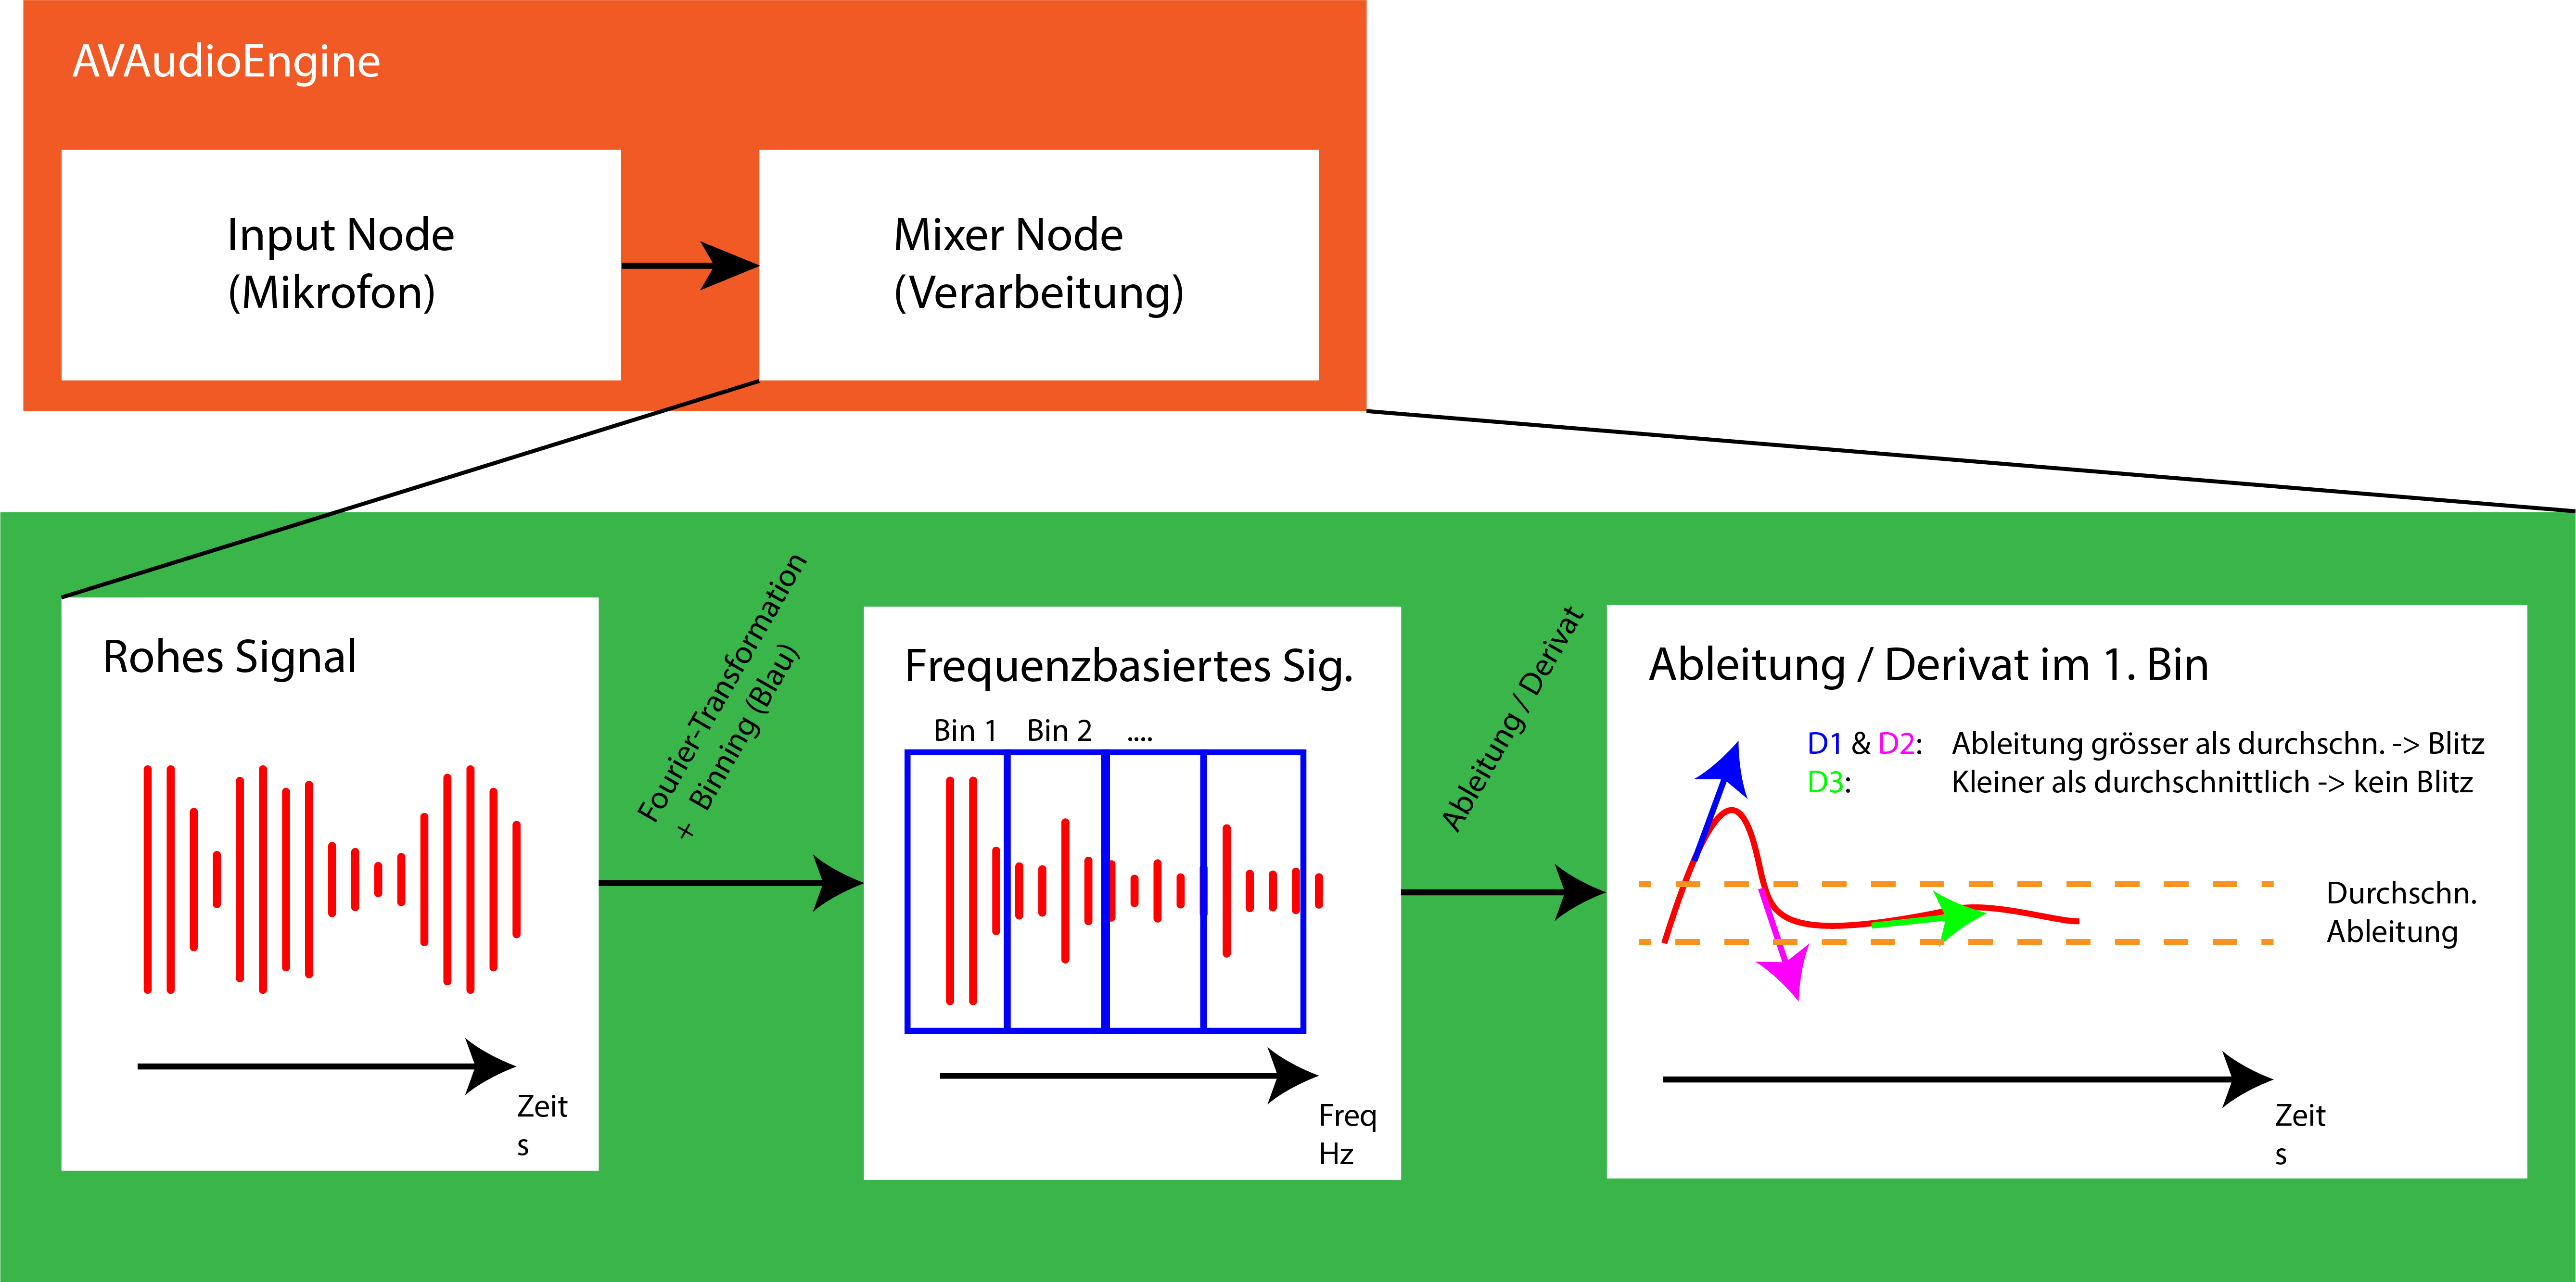 AVAudioEngine
Input Node
(Mikrofon)
Mixer Node
(Verarbeitung)
Rohes Signal
Zeit
s
Fourier-Transformation
+ Binning (Blau)
Frequenzbasiertes Sig.
Bin 1 Bin 2 ....
Freq
Hz
Ableitung / Derivat
Ableitung / Derivat im 1. Bin
D1 & D2: Ableitung grösser als durchschn. -> Blitz
D3: Kleiner als durchschnittlich -> kein Blitz
Durchschn.
Ableitung
Zeit
s